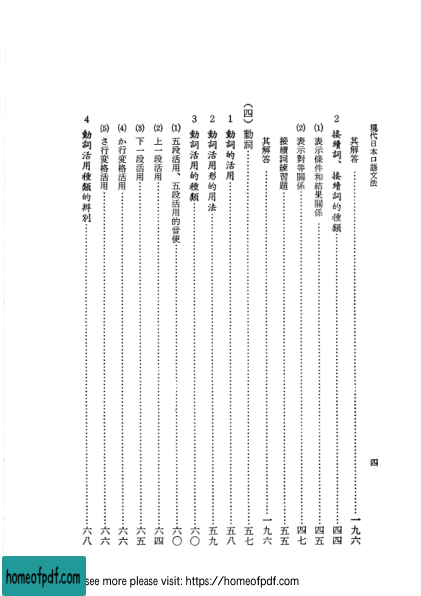 現代日本口語文法
四
其解答……一九六
2 接續詞、接續詞的種類……四四
(1) 表示條件和結果關係……四五
(2) 表示對等關係……四七
接續詞練習題……五五
其解答……一九六
(四) 動詞……五七
1 動詞的活用……五八
2 動詞活用形的用法……五九
3 動詞活用的種類……六〇
(1) 五段活用、五段活用的音便……六〇
(2) 上一段活用……六四
(3) 下一段活用……六五
(4) か行変格活用……六六
(5) さ行変格活用……六六
4 動詞活用種類的辨別……六八
homeofpdf.com
see more please visit: https://homeofpdf.com